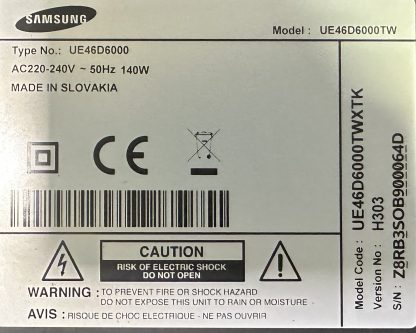 SAMSUNG
Model : UE46D6000TW
Type No.: UE46D6000
AC220-240V ~ 50Hz 140W
MADE IN SLOVAKIA
CE
CAUTION
RISK OF ELECTRIC SHOCK
DO NOT OPEN
WARNING : TO PREVENT FIRE OR SHOCK HAZARD
DO NOT EXPOSE THIS UNIT TO RAIN OR MOISTURE
AVIS : RISQUE DE CHOC ELECTRIQUE - NE PAS OUVRIR
Model Code : UE46D6000TWXTK
Version No : H303
S/N : Z8RB3SOB900064D